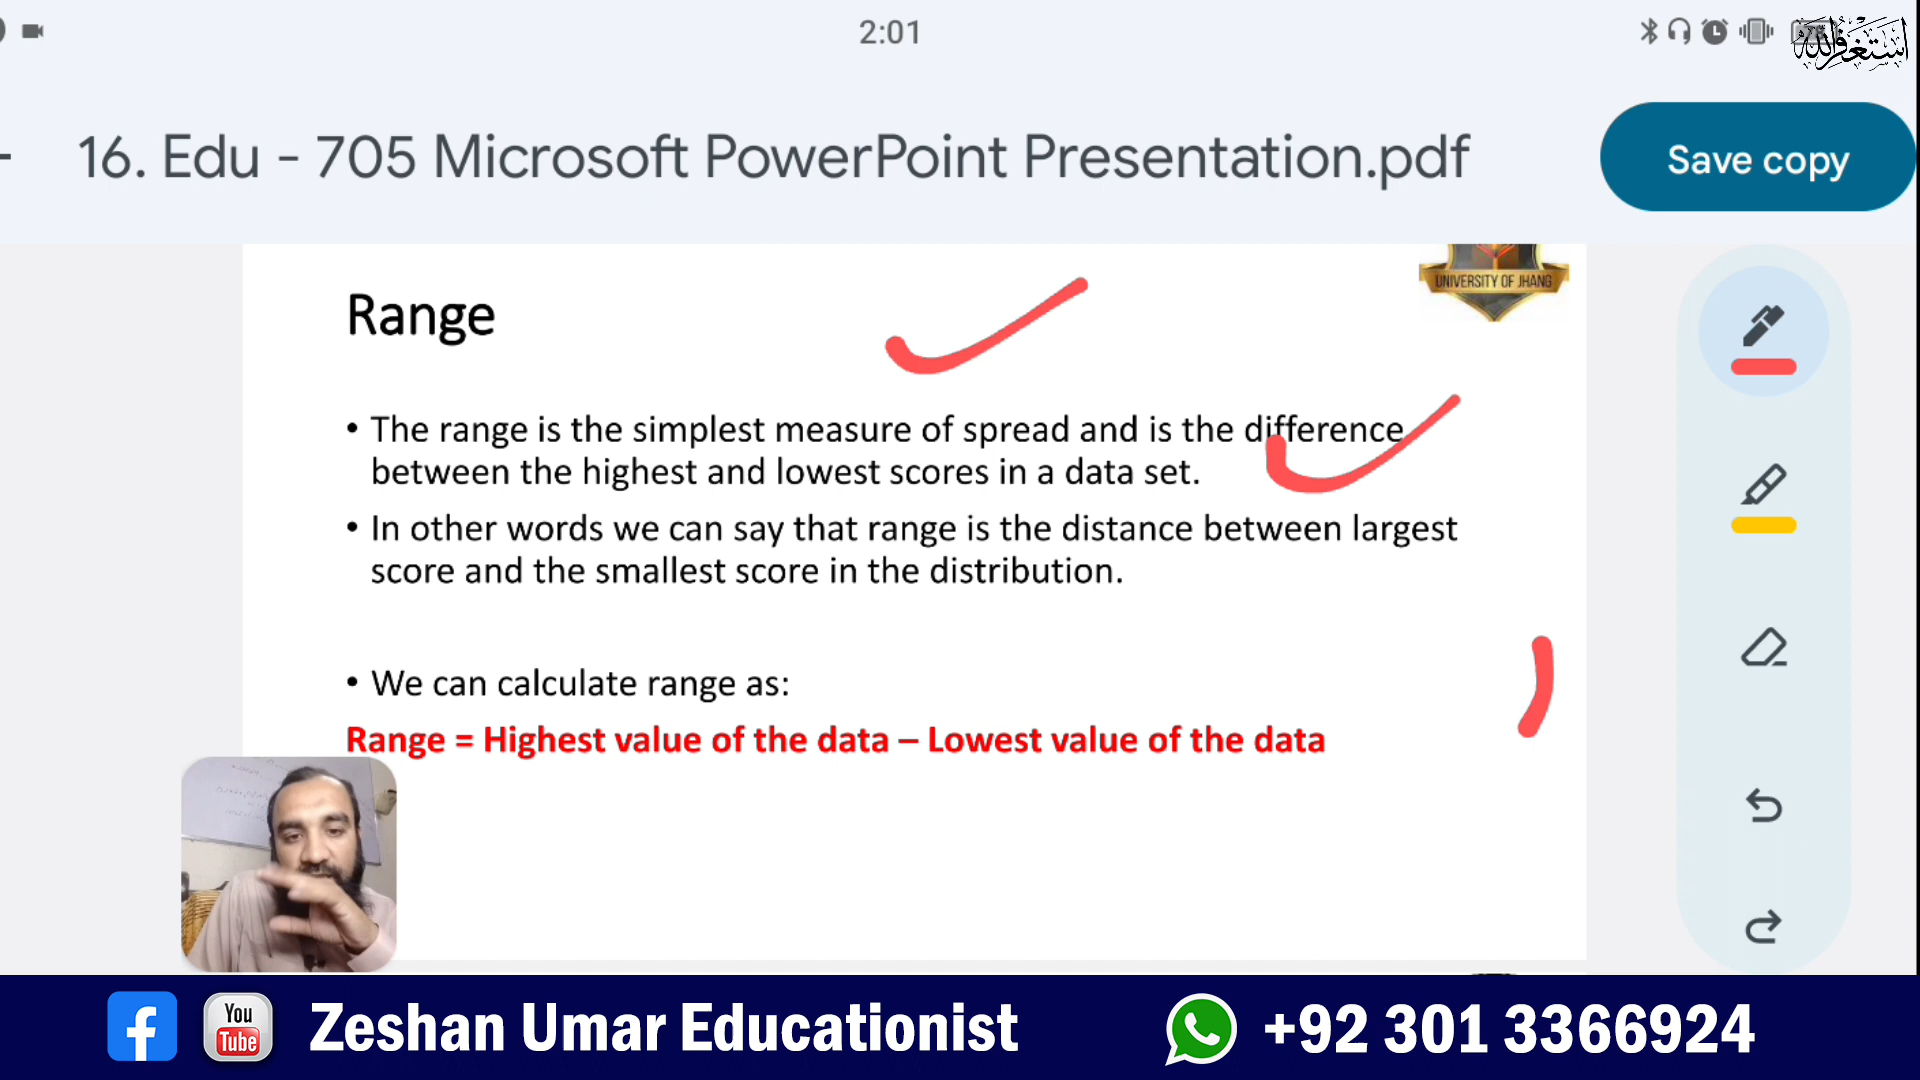 2:01
استغفر الله
16. Edu - 705 Microsoft PowerPoint Presentation.pdf
Save copy
UNIVERSITY OF JHANG
Range
• The range is the simplest measure of spread and is the difference
between the highest and lowest scores in a data set.
• In other words we can say that range is the distance between largest
score and the smallest score in the distribution.
• We can calculate range as:
Range = Highest value of the data – Lowest value of the data
You
Tube
Zeshan Umar Educationist
+92 301 3366924